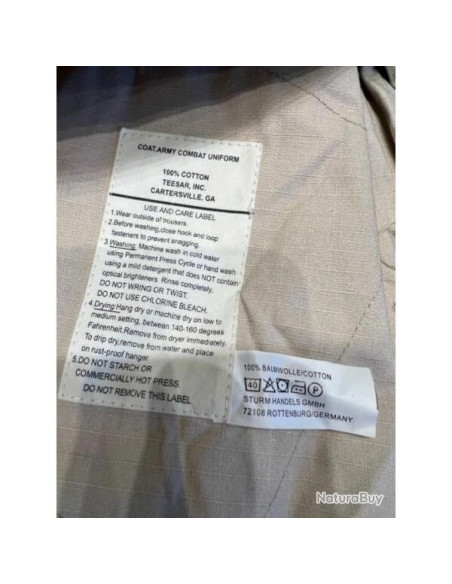 COAT,ARMY COMBAT UNIFORM
100% COTTON
TEESAR, INC.
CARTERSVILLE, GA
USE AND CARE LABEL
1.Wear outside of trousers.
2.Before washing,close hook and loop
fasteners to prevent snagging.
3.Washing: Machine wash in cold water
using Permanent Press Cycle or hand wash
using a mild detergent that does NOT contain
optical brighteners. Rinse completely.
DO NOT WRING OR TWIST.
DO NOT USE CHLORINE BLEACH.
4.Drying:Hang dry or machine dry on low to
medium setting, between 140-160 degrees
Fahrenheit.Remove from dryer immediately.
To drip dry,remove from water and place
on rust-proof hanger.
5.DO NOT STARCH OR
COMMERCIALLY HOT PRESS.
DO NOT REMOVE THIS LABEL
100% BAUMWOLLE/COTTON
40 P
STURM HANDELS GMBH
72108 ROTTENBURG/GERMANY
NaturaBuy